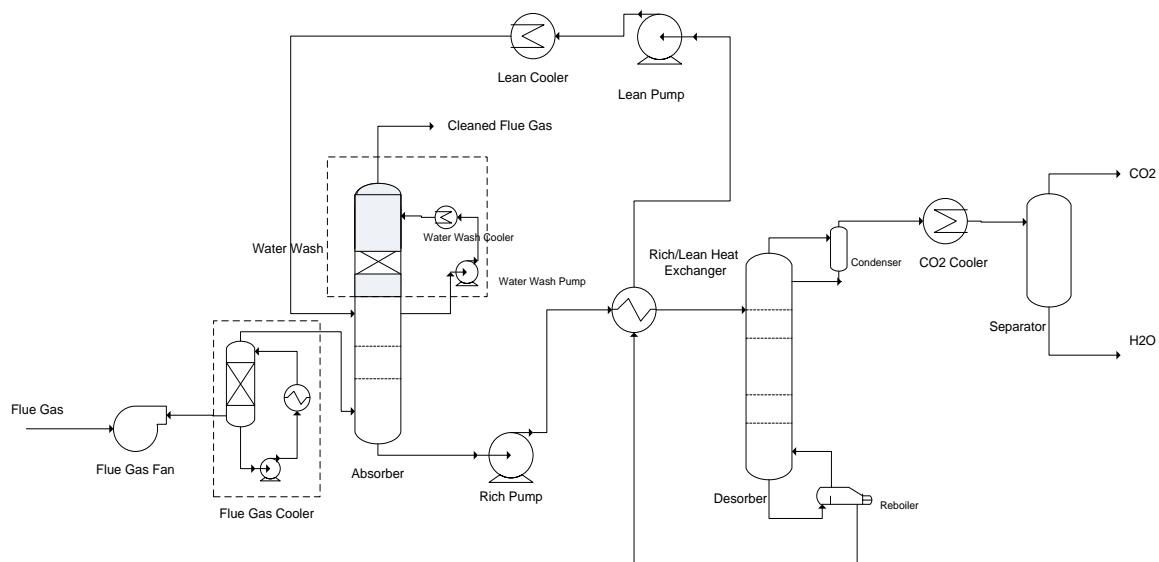 Lean Cooler
Lean Pump
Cleaned Flue Gas
CO2
Water Wash Cooler
Water Wash
Rich/Lean Heat
Exchanger
Condenser
CO2 Cooler
Water Wash Pump
Separator
H2O
Flue Gas
Flue Gas Fan
Absorber
Rich Pump
Desorber
Reboiler
Flue Gas Cooler